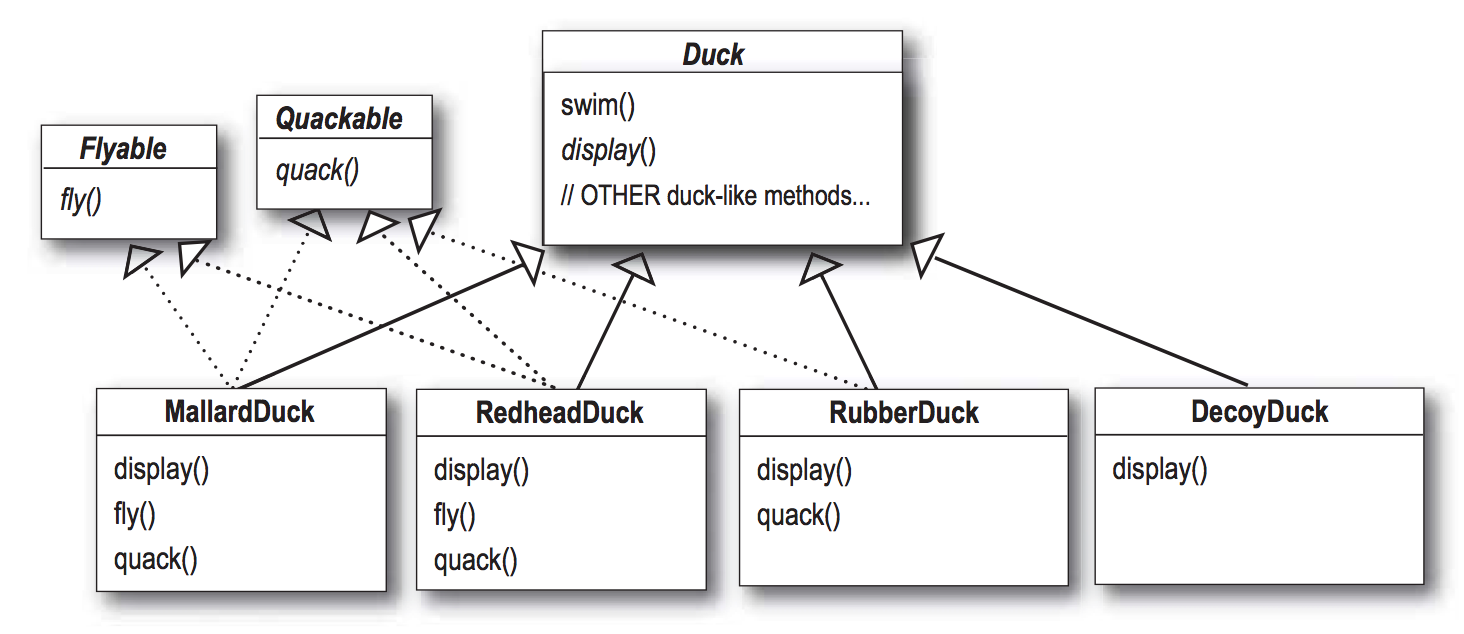 Duck
swim()
display()
// OTHER duck-like methods...
Quackable
quack()
Flyable
fly()
MallardDuck
display()
fly()
quack()
RedheadDuck
display()
fly()
quack()
RubberDuck
display()
quack()
DecoyDuck
display()